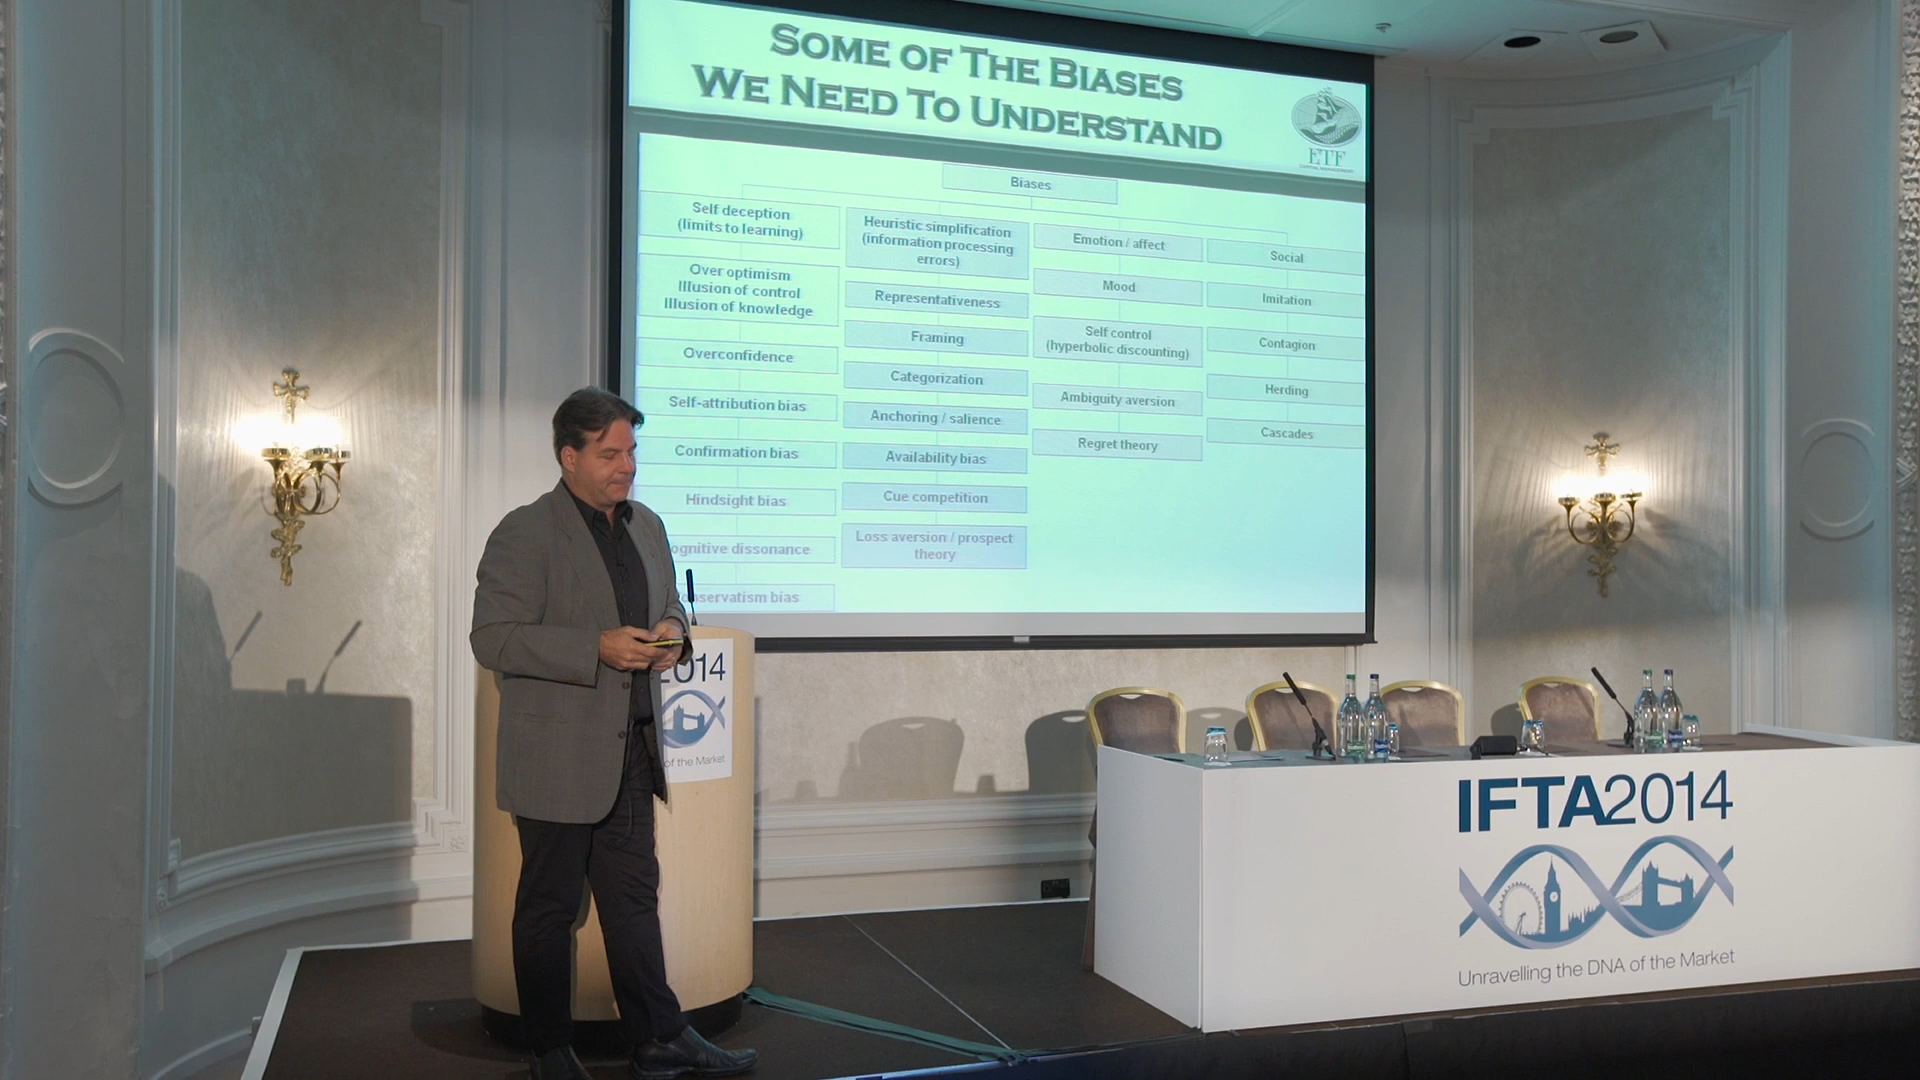 SOME OF THE BIASES
WE NEED TO UNDERSTAND
ETF
CAPITAL MANAGEMENT
Biases
Self deception
(limits to learning)
Over optimism
Illusion of control
Illusion of knowledge
Overconfidence
Self-attribution bias
Confirmation bias
Hindsight bias
ognitive dissonance
onservatism bias
Heuristic simplification
(information processing
errors)
Representativeness
Framing
Categorization
Anchoring / salience
Availability bias
Cue competition
Loss aversion / prospect
theory
Emotion / affect
Mood
Self control
(hyperbolic discounting)
Ambiguity aversion
Regret theory
Social
Imitation
Contagion
Herding
Cascades
2014
of the Market
IFTA2014
Unravelling the DNA of the Market